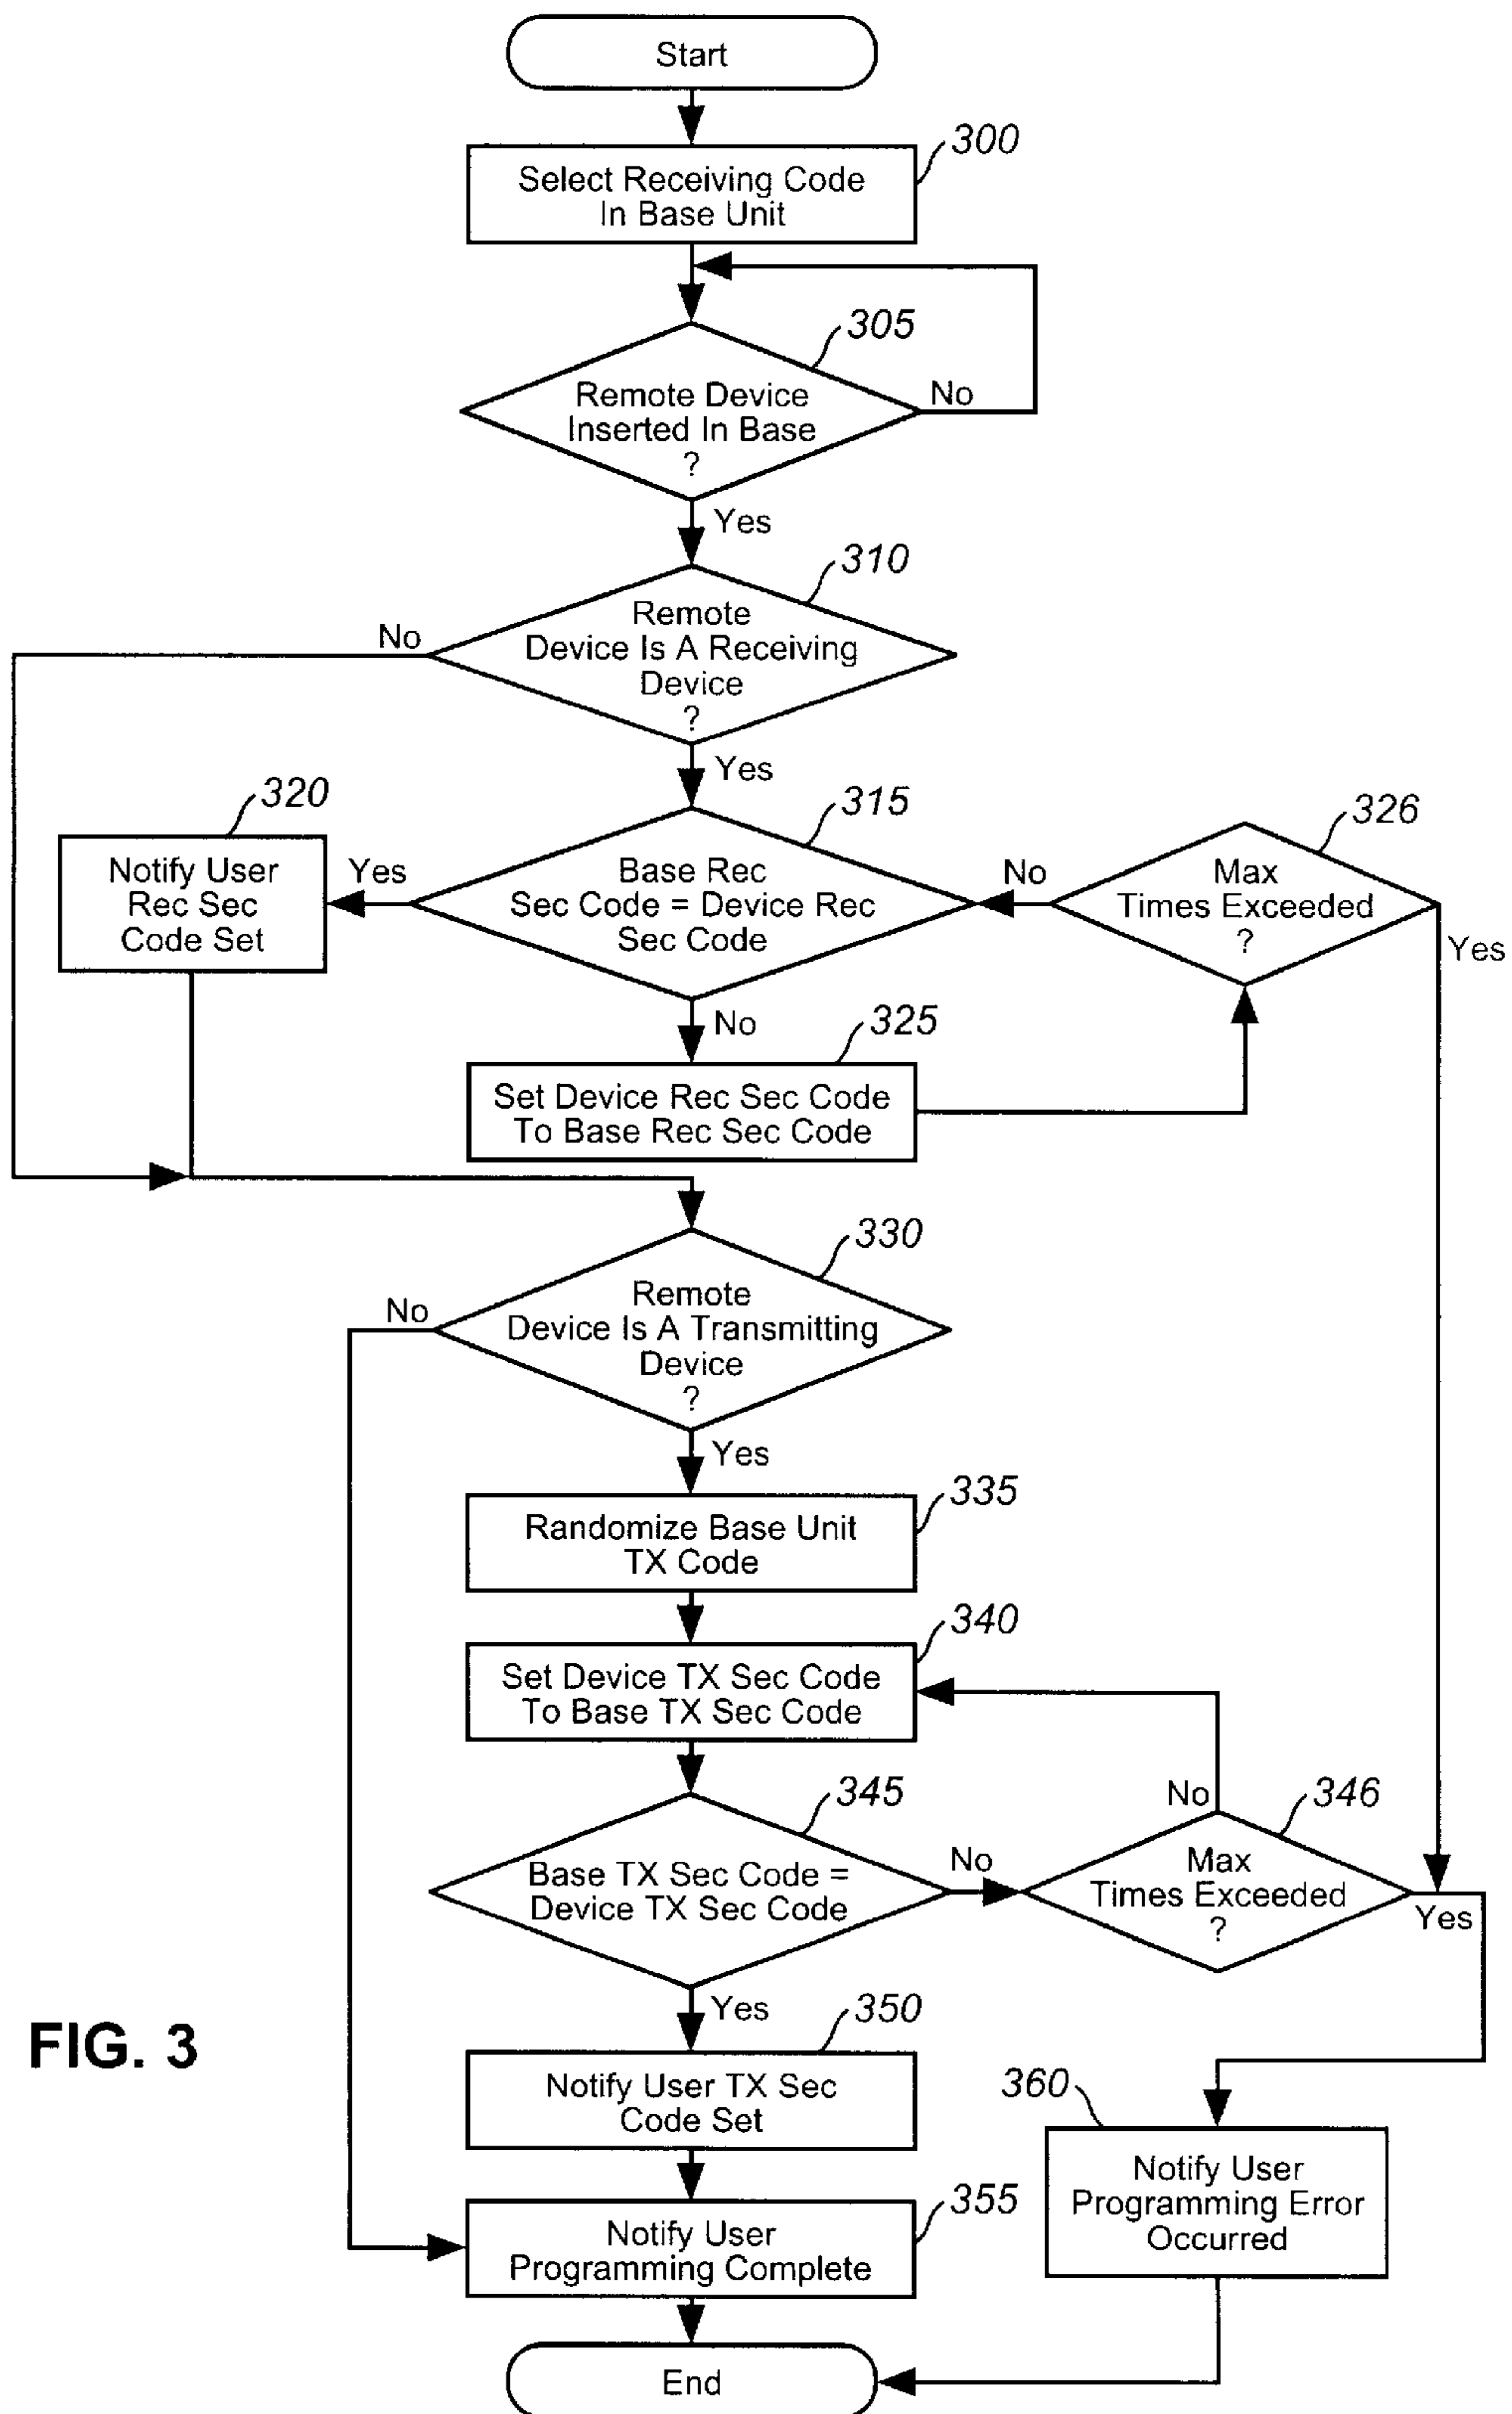 Start
300
Select Receiving Code
In Base Unit
305
Remote Device
Inserted In Base
?
No
Yes
310
Remote
Device Is A Receiving
Device
?
No
Yes
320
Notify User
Rec Sec
Code Set
Yes
315
Base Rec
Sec Code = Device Rec
Sec Code
No
326
Max
Times Exceeded
?
Yes
No
325
Set Device Rec Sec Code
To Base Rec Sec Code
330
Remote
Device Is A Transmitting
Device
?
No
Yes
335
Randomize Base Unit
TX Code
340
Set Device TX Sec Code
To Base TX Sec Code
345
Base TX Sec Code =
Device TX Sec Code
No
No
346
Max
Times Exceeded
?
Yes
Yes
350
Notify User TX Sec
Code Set
FIG. 3
360
Notify User
Programming Error
Occurred
355
Notify User
Programming Complete
End